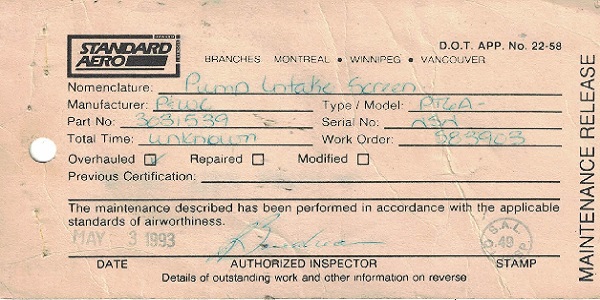 STANDARD AERO
D.O.T. APP. No. 22-58
BRANCHES MONTREAL • WINNIPEG • VANCOUVER
Nomenclature: Pump Intake Screen
Manufacturer: P&WC Type / Model: PT6A-
Part No: 3031539 Serial No: NSN
Total Time: unknown Work Order: 583903
Overhauled Repaired Modified
Previous Certification:
The maintenance described has been performed in accordance with the applicable
standards of airworthiness.
MAY 3 1993
S.A.L. 49
DATE AUTHORIZED INSPECTOR STAMP
Details of outstanding work and other information on reverse
MAINTENANCE RELEASE